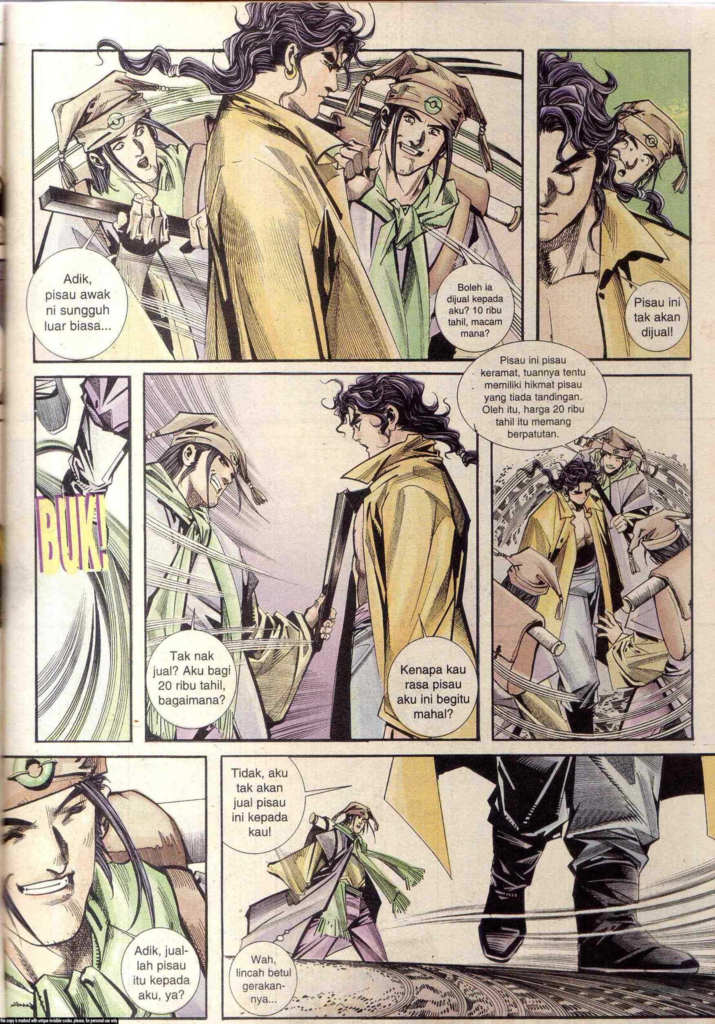 Adik,
pisau awak
ni sungguh
luar biasa...
Boleh ia
dijual kepada
aku? 10 ribu
tahil, macam
mana?
Pisau ini
tak akan
dijual!
BUK!
Tak nak
jual? Aku bagi
20 ribu tahil,
bagaimana?
Kenapa kau
rasa pisau
aku ini begitu
mahal?
Pisau ini pisau
keramat, tuannya tentu
memiliki hikmat pisau
yang tiada tandingan.
Oleh itu, harga 20 ribu
tahil itu memang
berpatutan.
Adik, jual-
lah pisau
itu kepada
aku, ya?
Tidak, aku
tak akan
jual pisau
ini kepada
kau!
Wah,
lincah betul
gerakan-
nya...